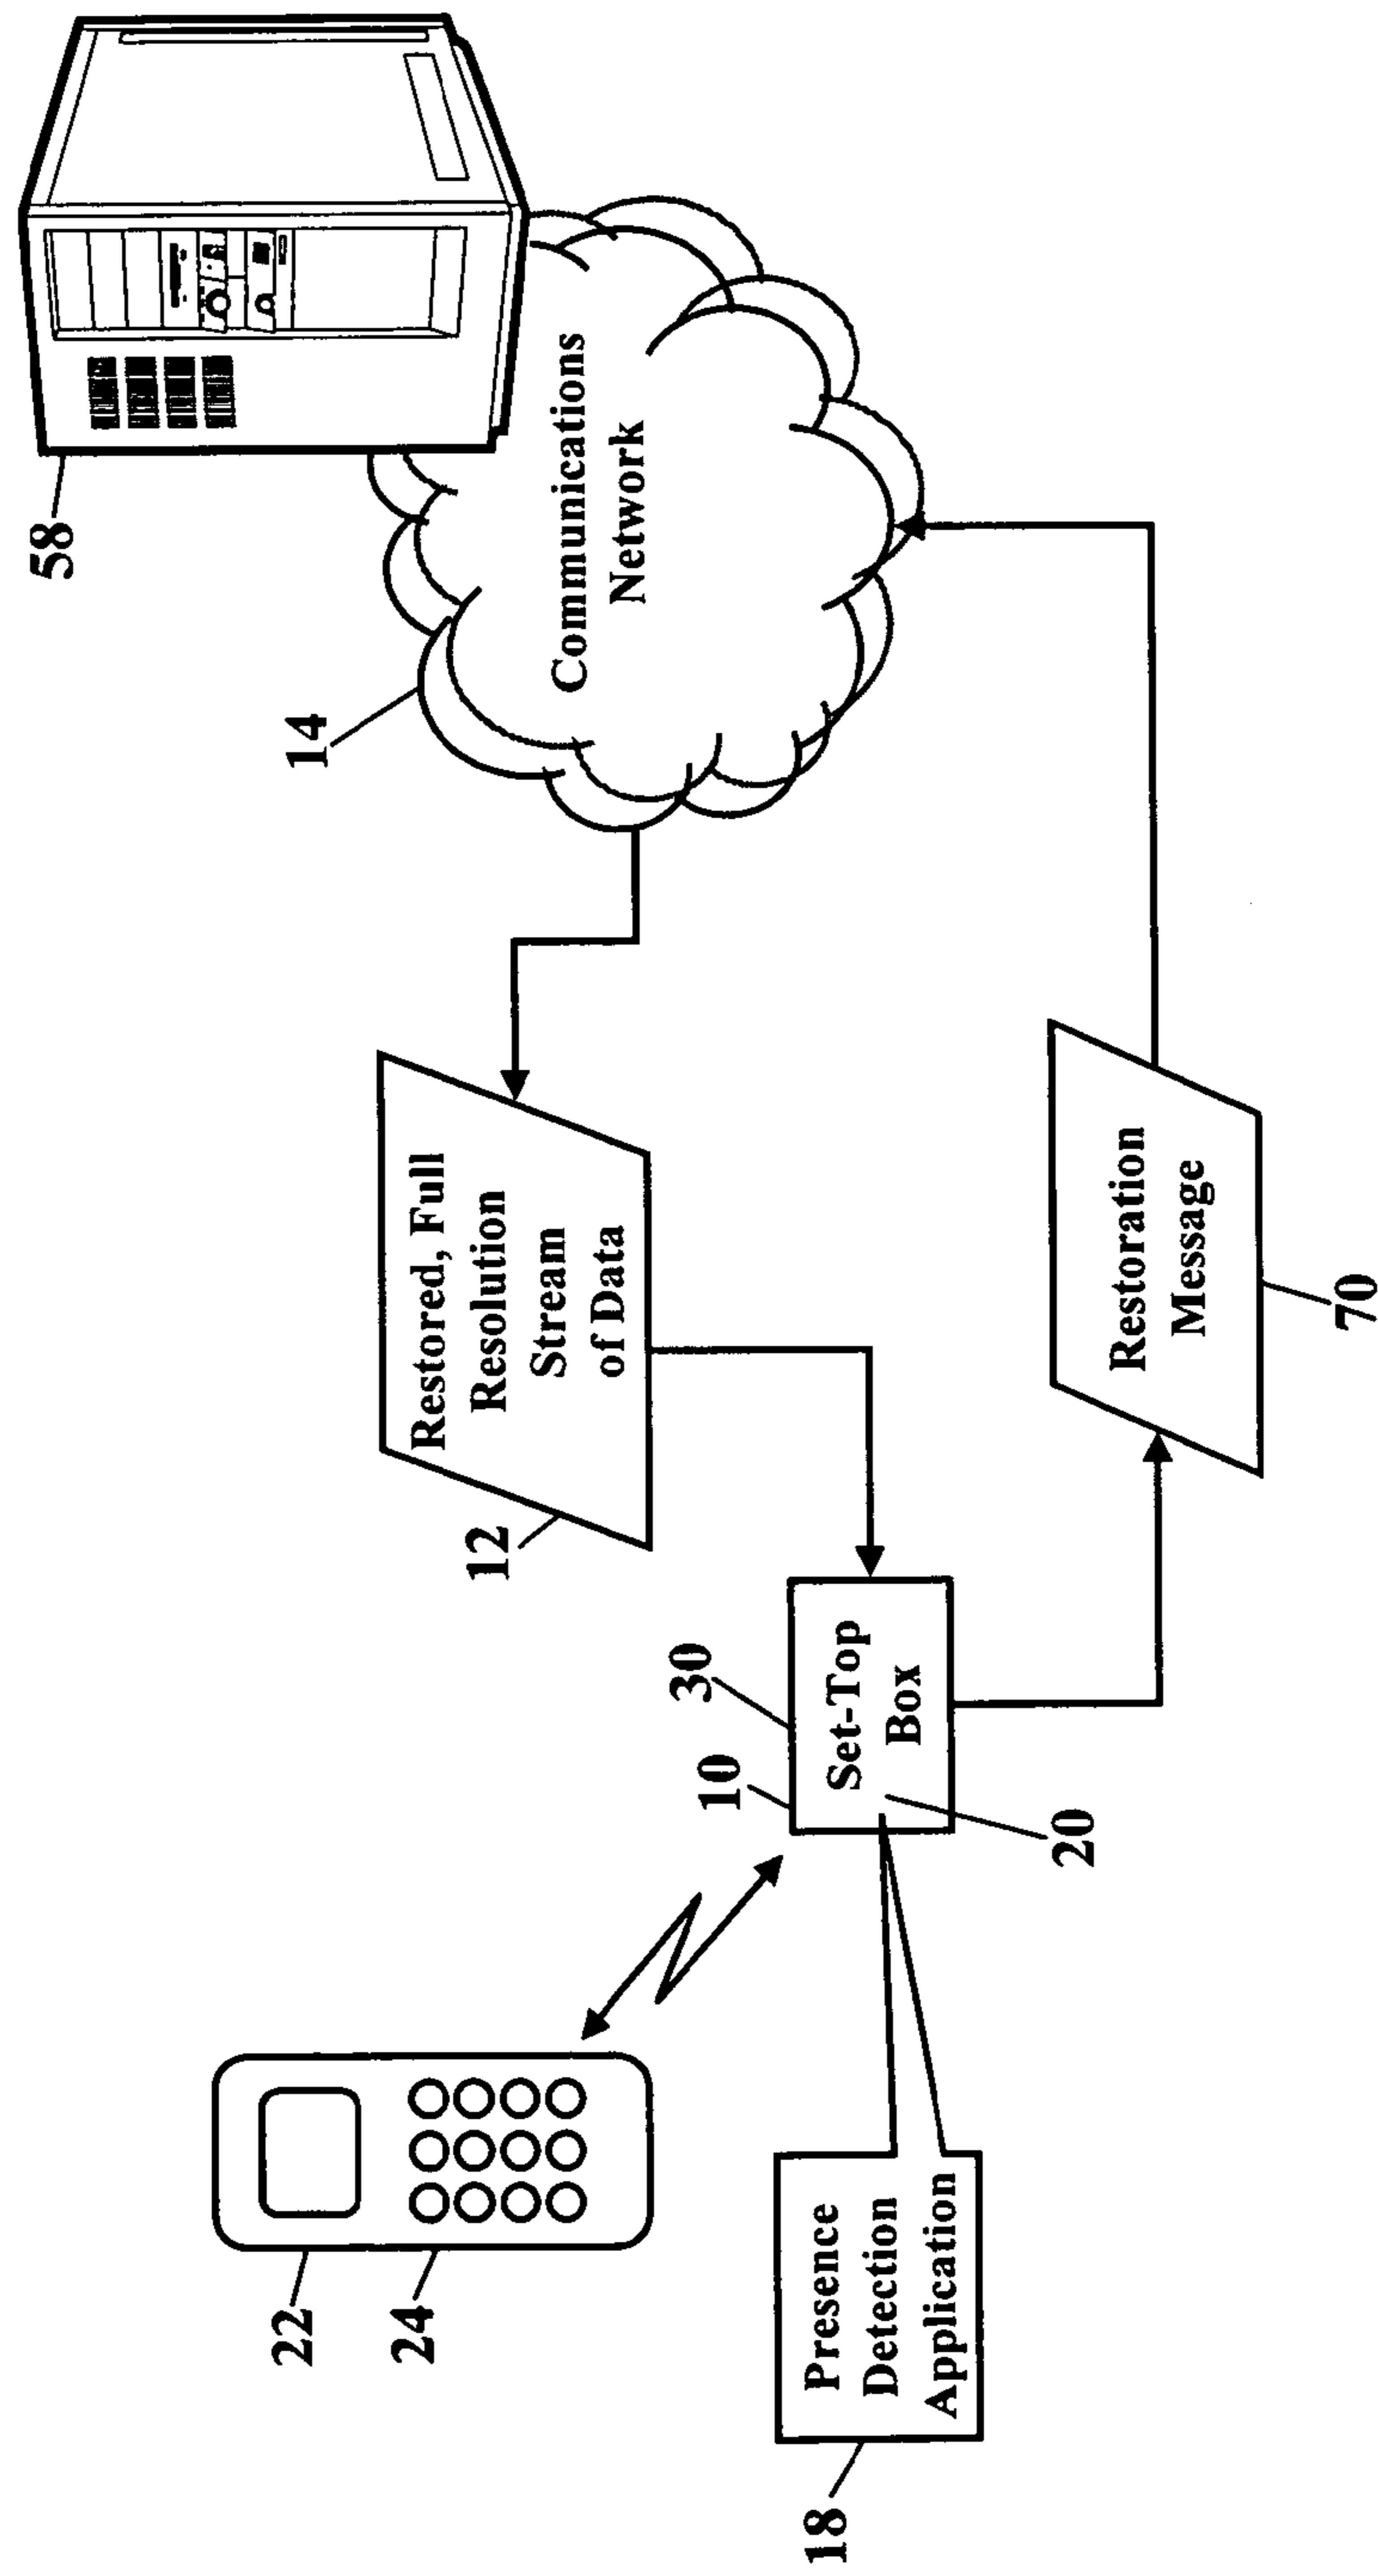 58
14
Communications
Network
Restored, Full
Resolution
Stream
of Data
12
30
10
Set-Top
Box
20
22
24
Presence
Detection
Application
18
Restoration
Message
70